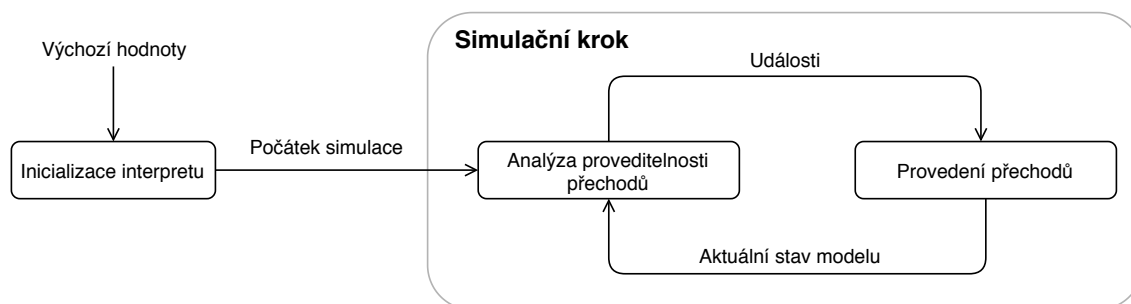 Simulační krok
Výchozí hodnoty
Události
Počátek simulace
Inicializace interpretu
Analýza proveditelnosti
přechodů
Provedení přechodů
Aktuální stav modelu